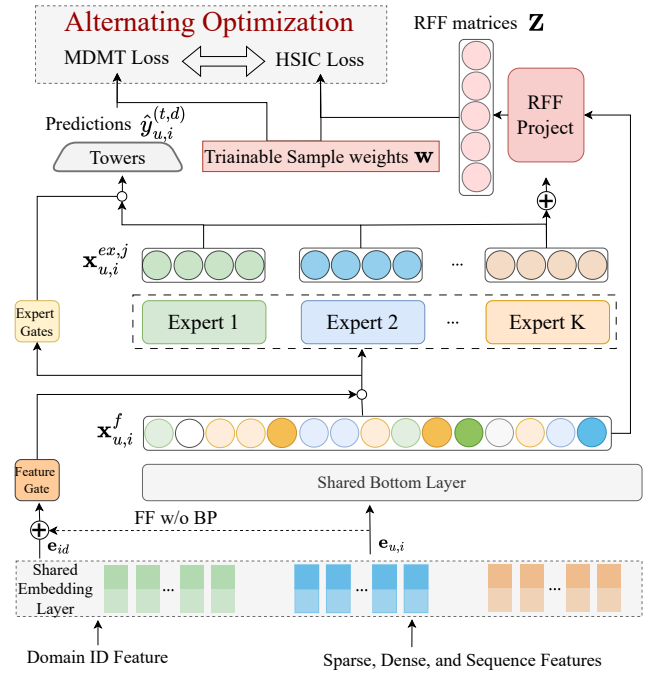 Alternating Optimization
MDMT Loss
HSIC Loss
RFF matrices Z
Predictions ŷ_{u,i}^{(t,d)}
Towers
Triainable Sample weights w
RFF
Project
x_{u,i}^{ex,j}
...
Expert
Gates
Expert 1
Expert 2
...
Expert K
x_{u,i}^{f}
Feature
Gate
Shared Bottom Layer
FF w/o BP
e_{id}
e_{u,i}
Shared
Embedding
Layer
...
...
...
Domain ID Feature
Sparse, Dense, and Sequence Features